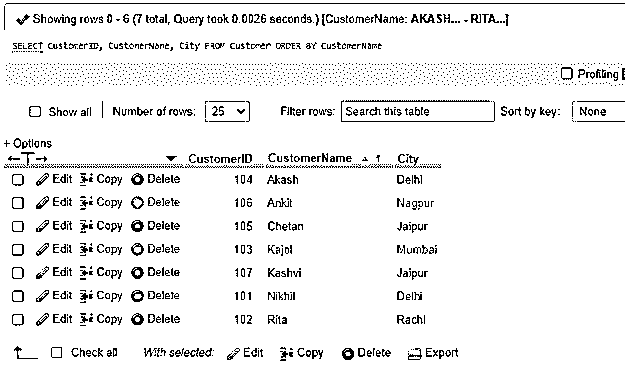 Showing rows 0 - 6 (7 total, Query took 0.0026 seconds.) [CustomerName: AKASH... - RITA...]
SELECT CustomerID, CustomerName, City FROM Customer ORDER BY CustomerName
Profiling
Show all Number of rows: 25 Filter rows: Search this table Sort by key: None
+ Options
CustomerID CustomerName City
Edit Copy Delete 104 Akash Delhi
Edit Copy Delete 106 Ankit Nagpur
Edit Copy Delete 105 Chetan Jaipur
Edit Copy Delete 103 Kajol Mumbai
Edit Copy Delete 107 Kashvi Jaipur
Edit Copy Delete 101 Nikhil Delhi
Edit Copy Delete 102 Rita Rachi
Check all With selected: Edit Copy Delete Export